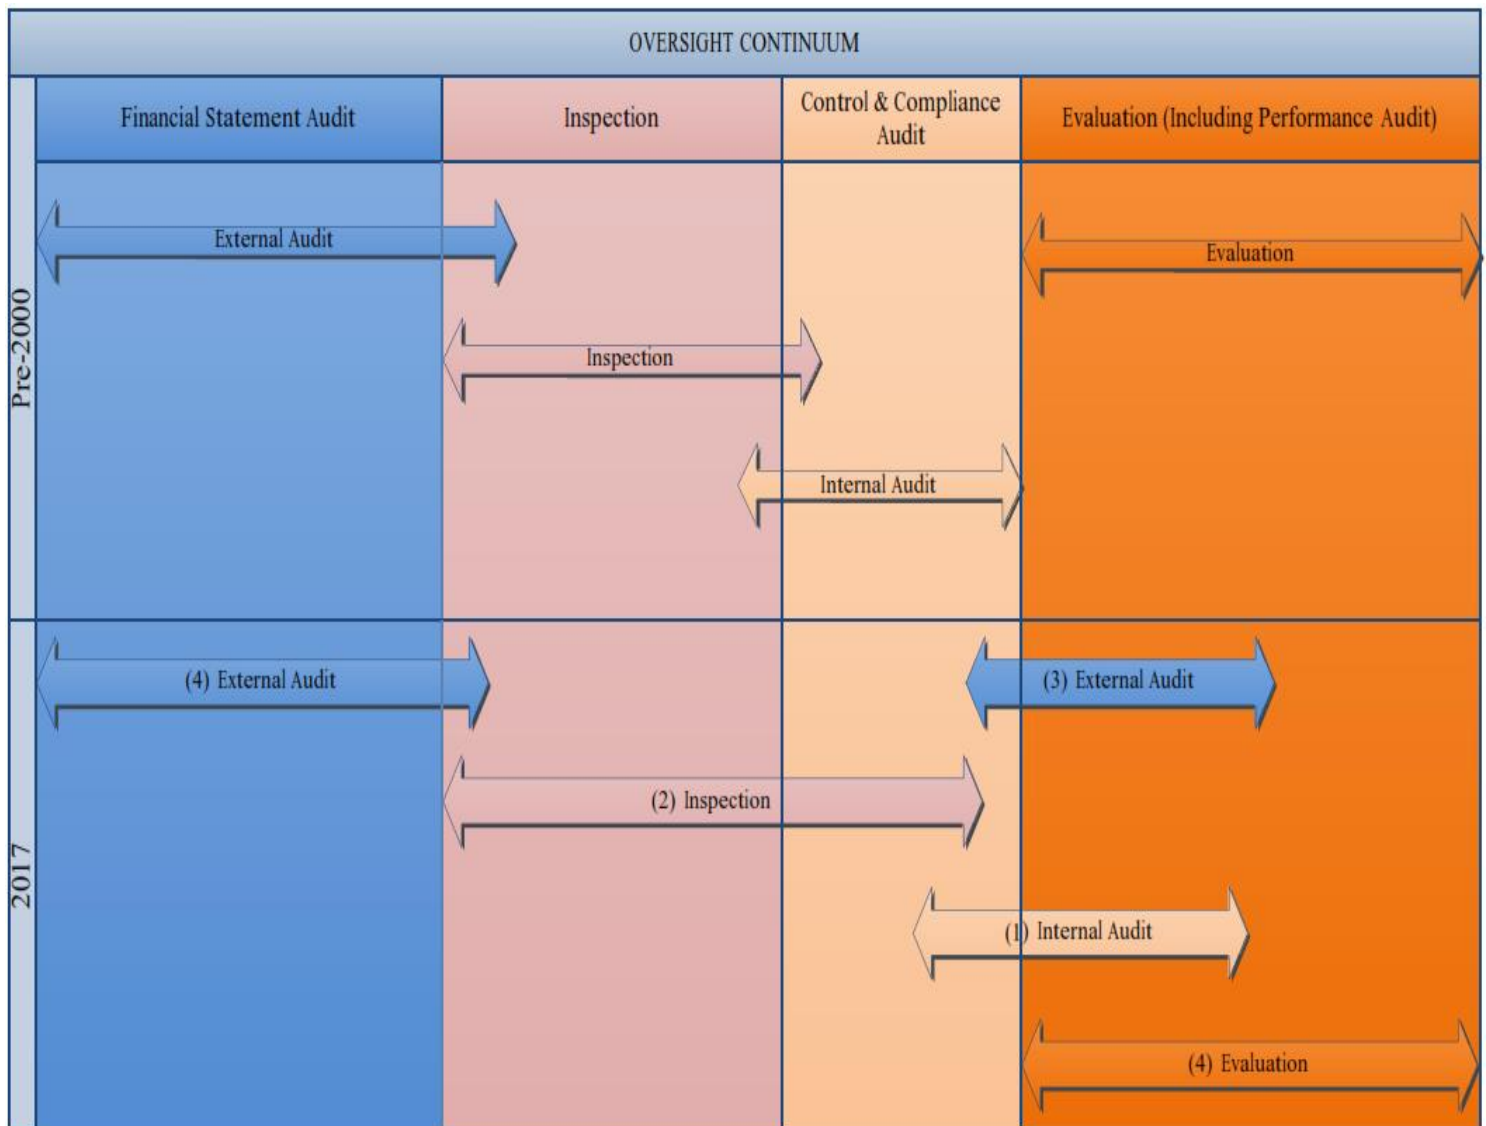 OVERSIGHT CONTINUUM
Financial Statement Audit
Inspection
Control & Compliance
Audit
Evaluation (Including Performance Audit)
Pre-2000
External Audit
Evaluation
Inspection
Internal Audit
2017
(4) External Audit
(3) External Audit
(2) Inspection
(1) Internal Audit
(4) Evaluation